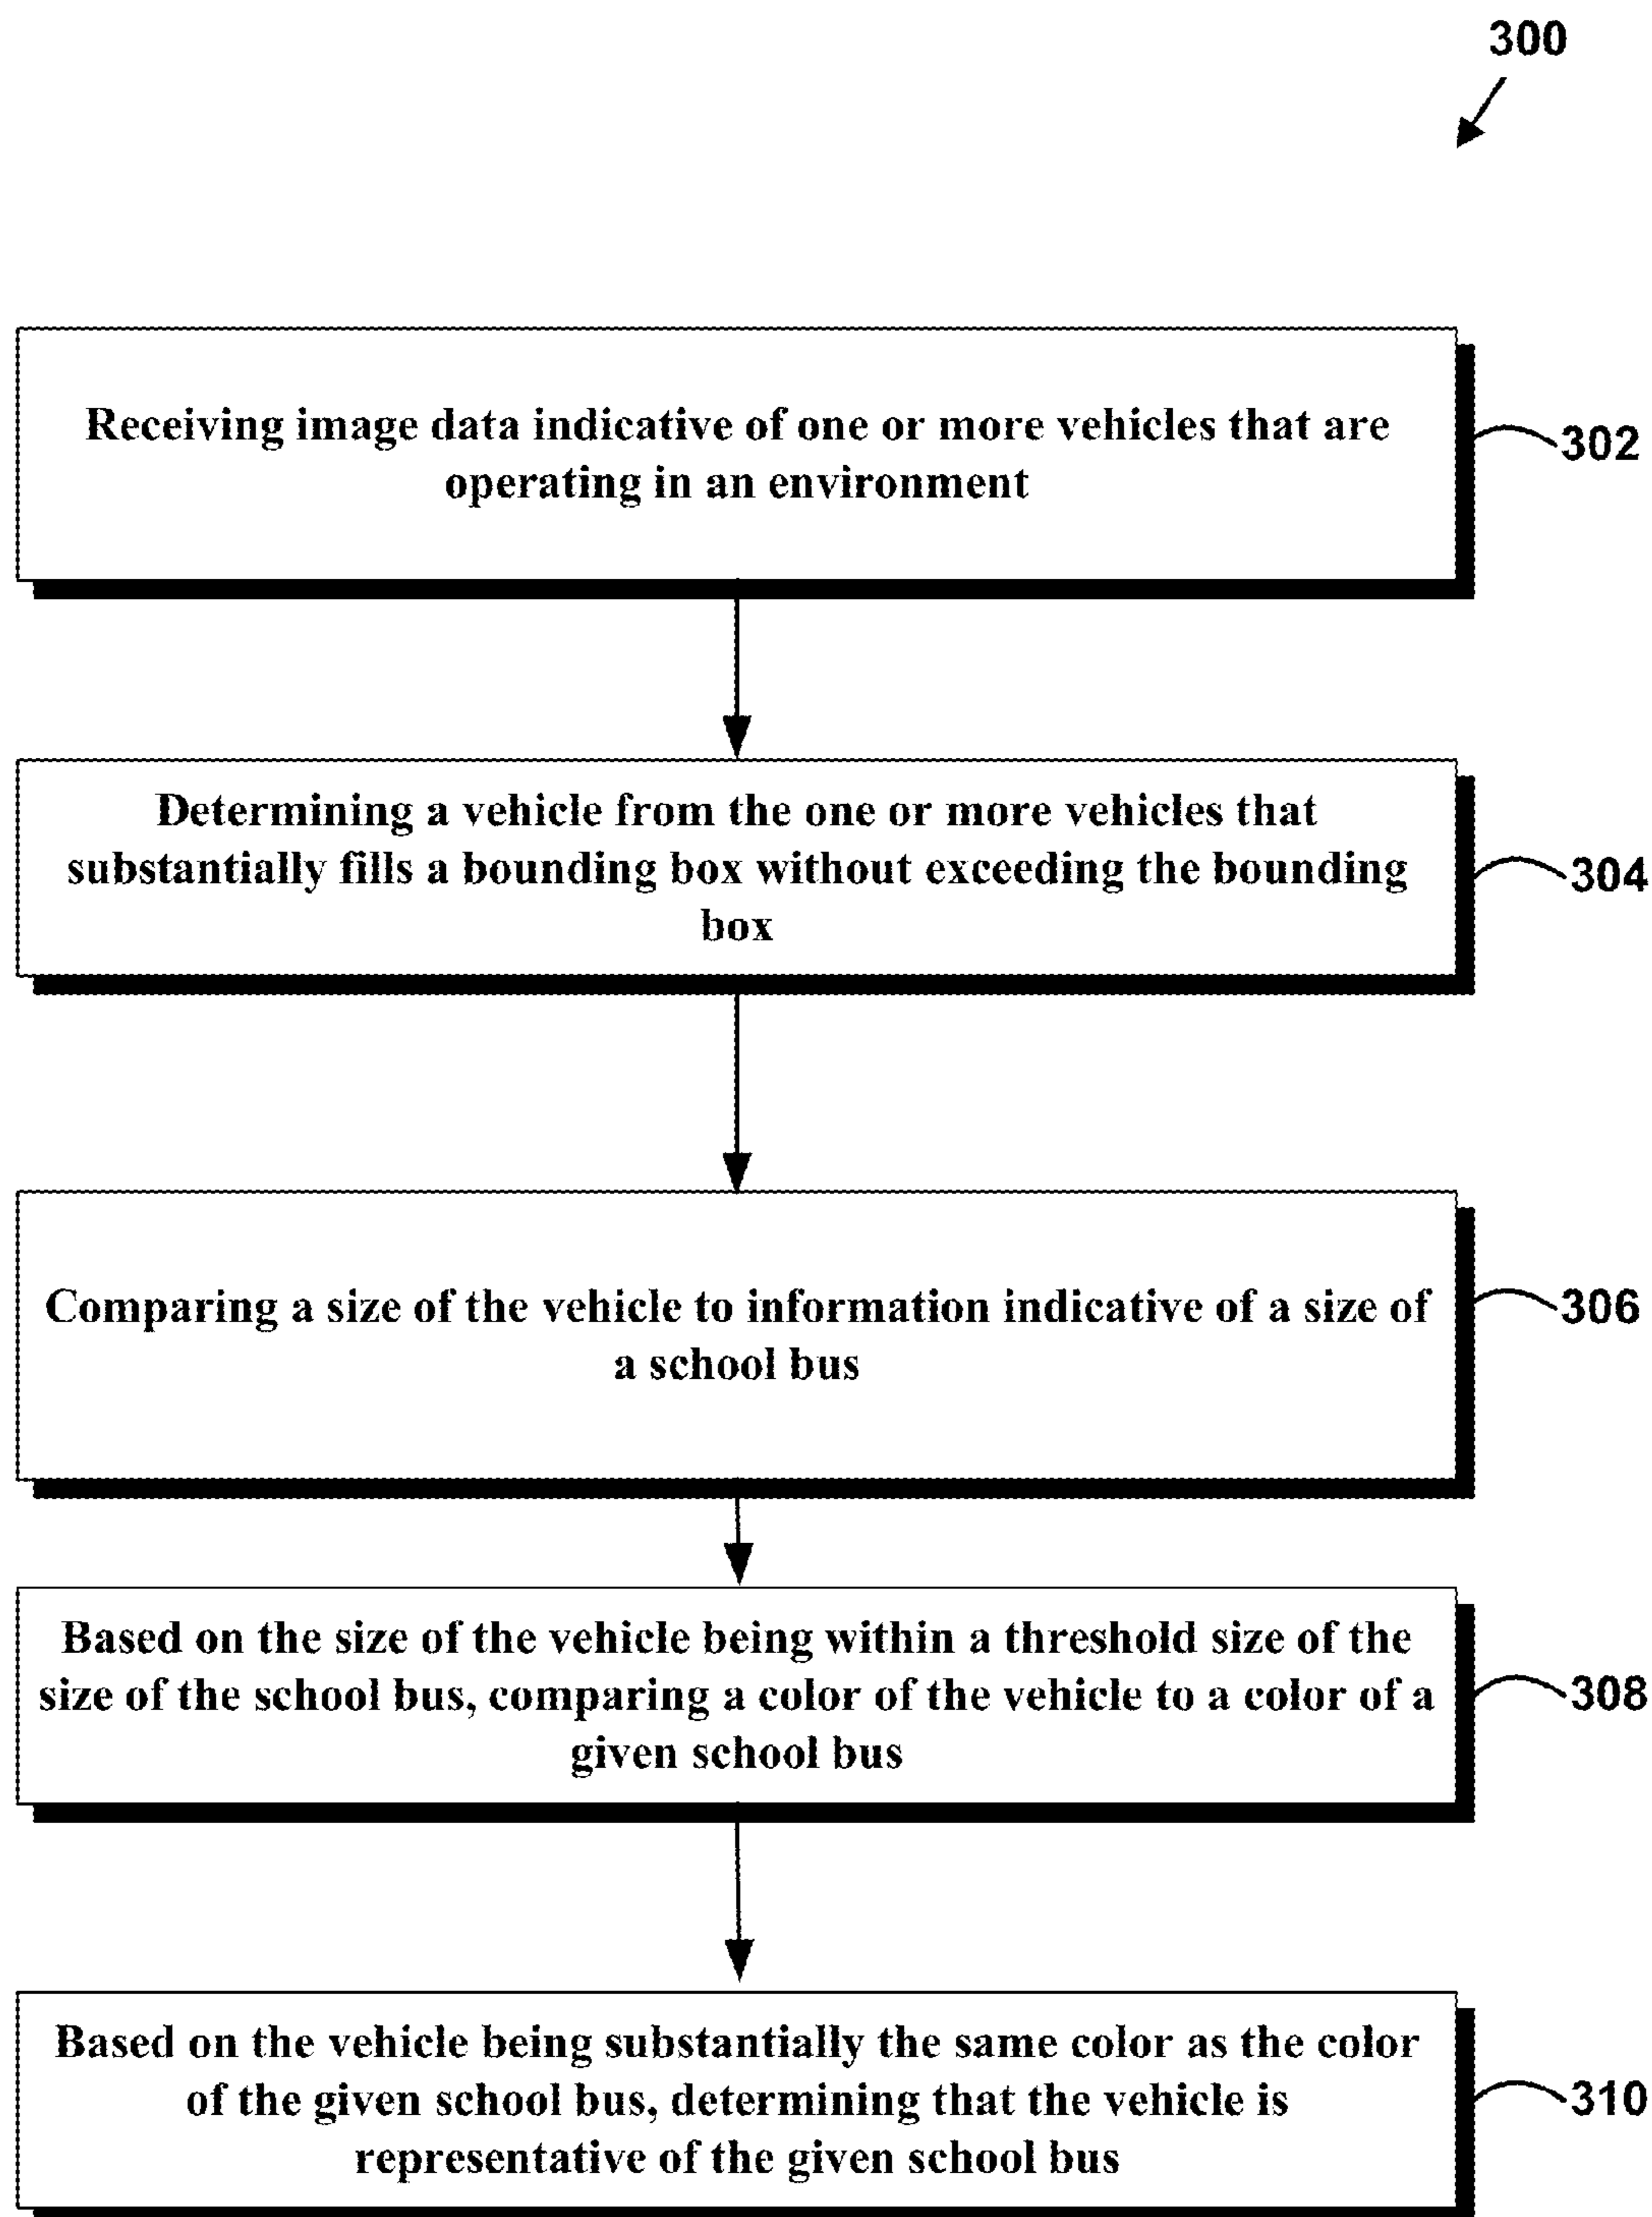 300
Receiving image data indicative of one or more vehicles that are
operating in an environment
302
Determining a vehicle from the one or more vehicles that
substantially fills a bounding box without exceeding the bounding
box
304
Comparing a size of the vehicle to information indicative of a size of
a school bus
306
Based on the size of the vehicle being within a threshold size of the
size of the school bus, comparing a color of the vehicle to a color of a
given school bus
308
Based on the vehicle being substantially the same color as the color
of the given school bus, determining that the vehicle is
representative of the given school bus
310